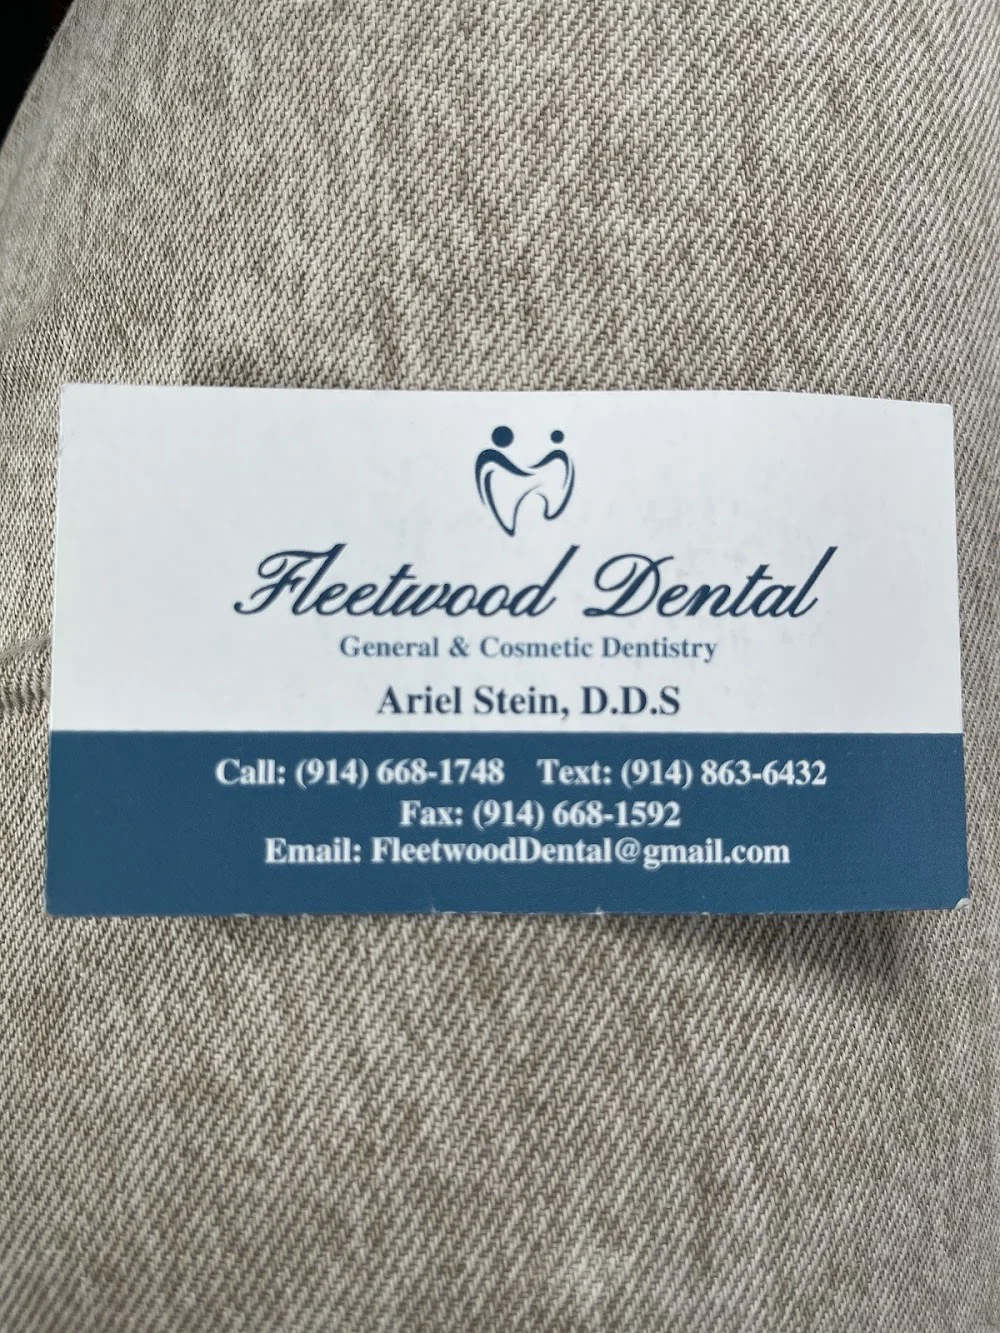 Fleetwood Dental
General & Cosmetic Dentistry
Ariel Stein, D.D.S
Call: (914) 668-1748 Text: (914) 863-6432
Fax: (914) 668-1592
Email: FleetwoodDental@gmail.com